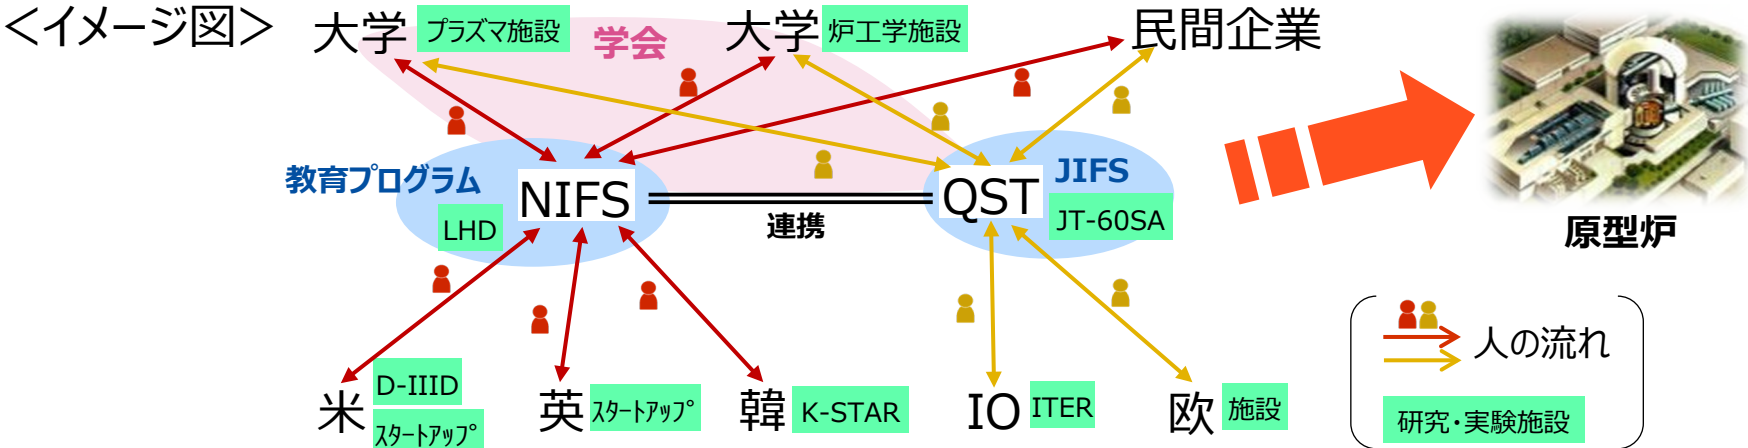 ＜イメージ図＞
大学 プラズマ施設
学会
大学 炉工学施設
民間企業
教育プログラム
NIFS
LHD
連携
QST
JIFS
JT-60SA
原型炉
米 D-IIID
スタートアップ
英 スタートアップ
韓 K-STAR
IO ITER
欧 施設
人の流れ
研究・実験施設